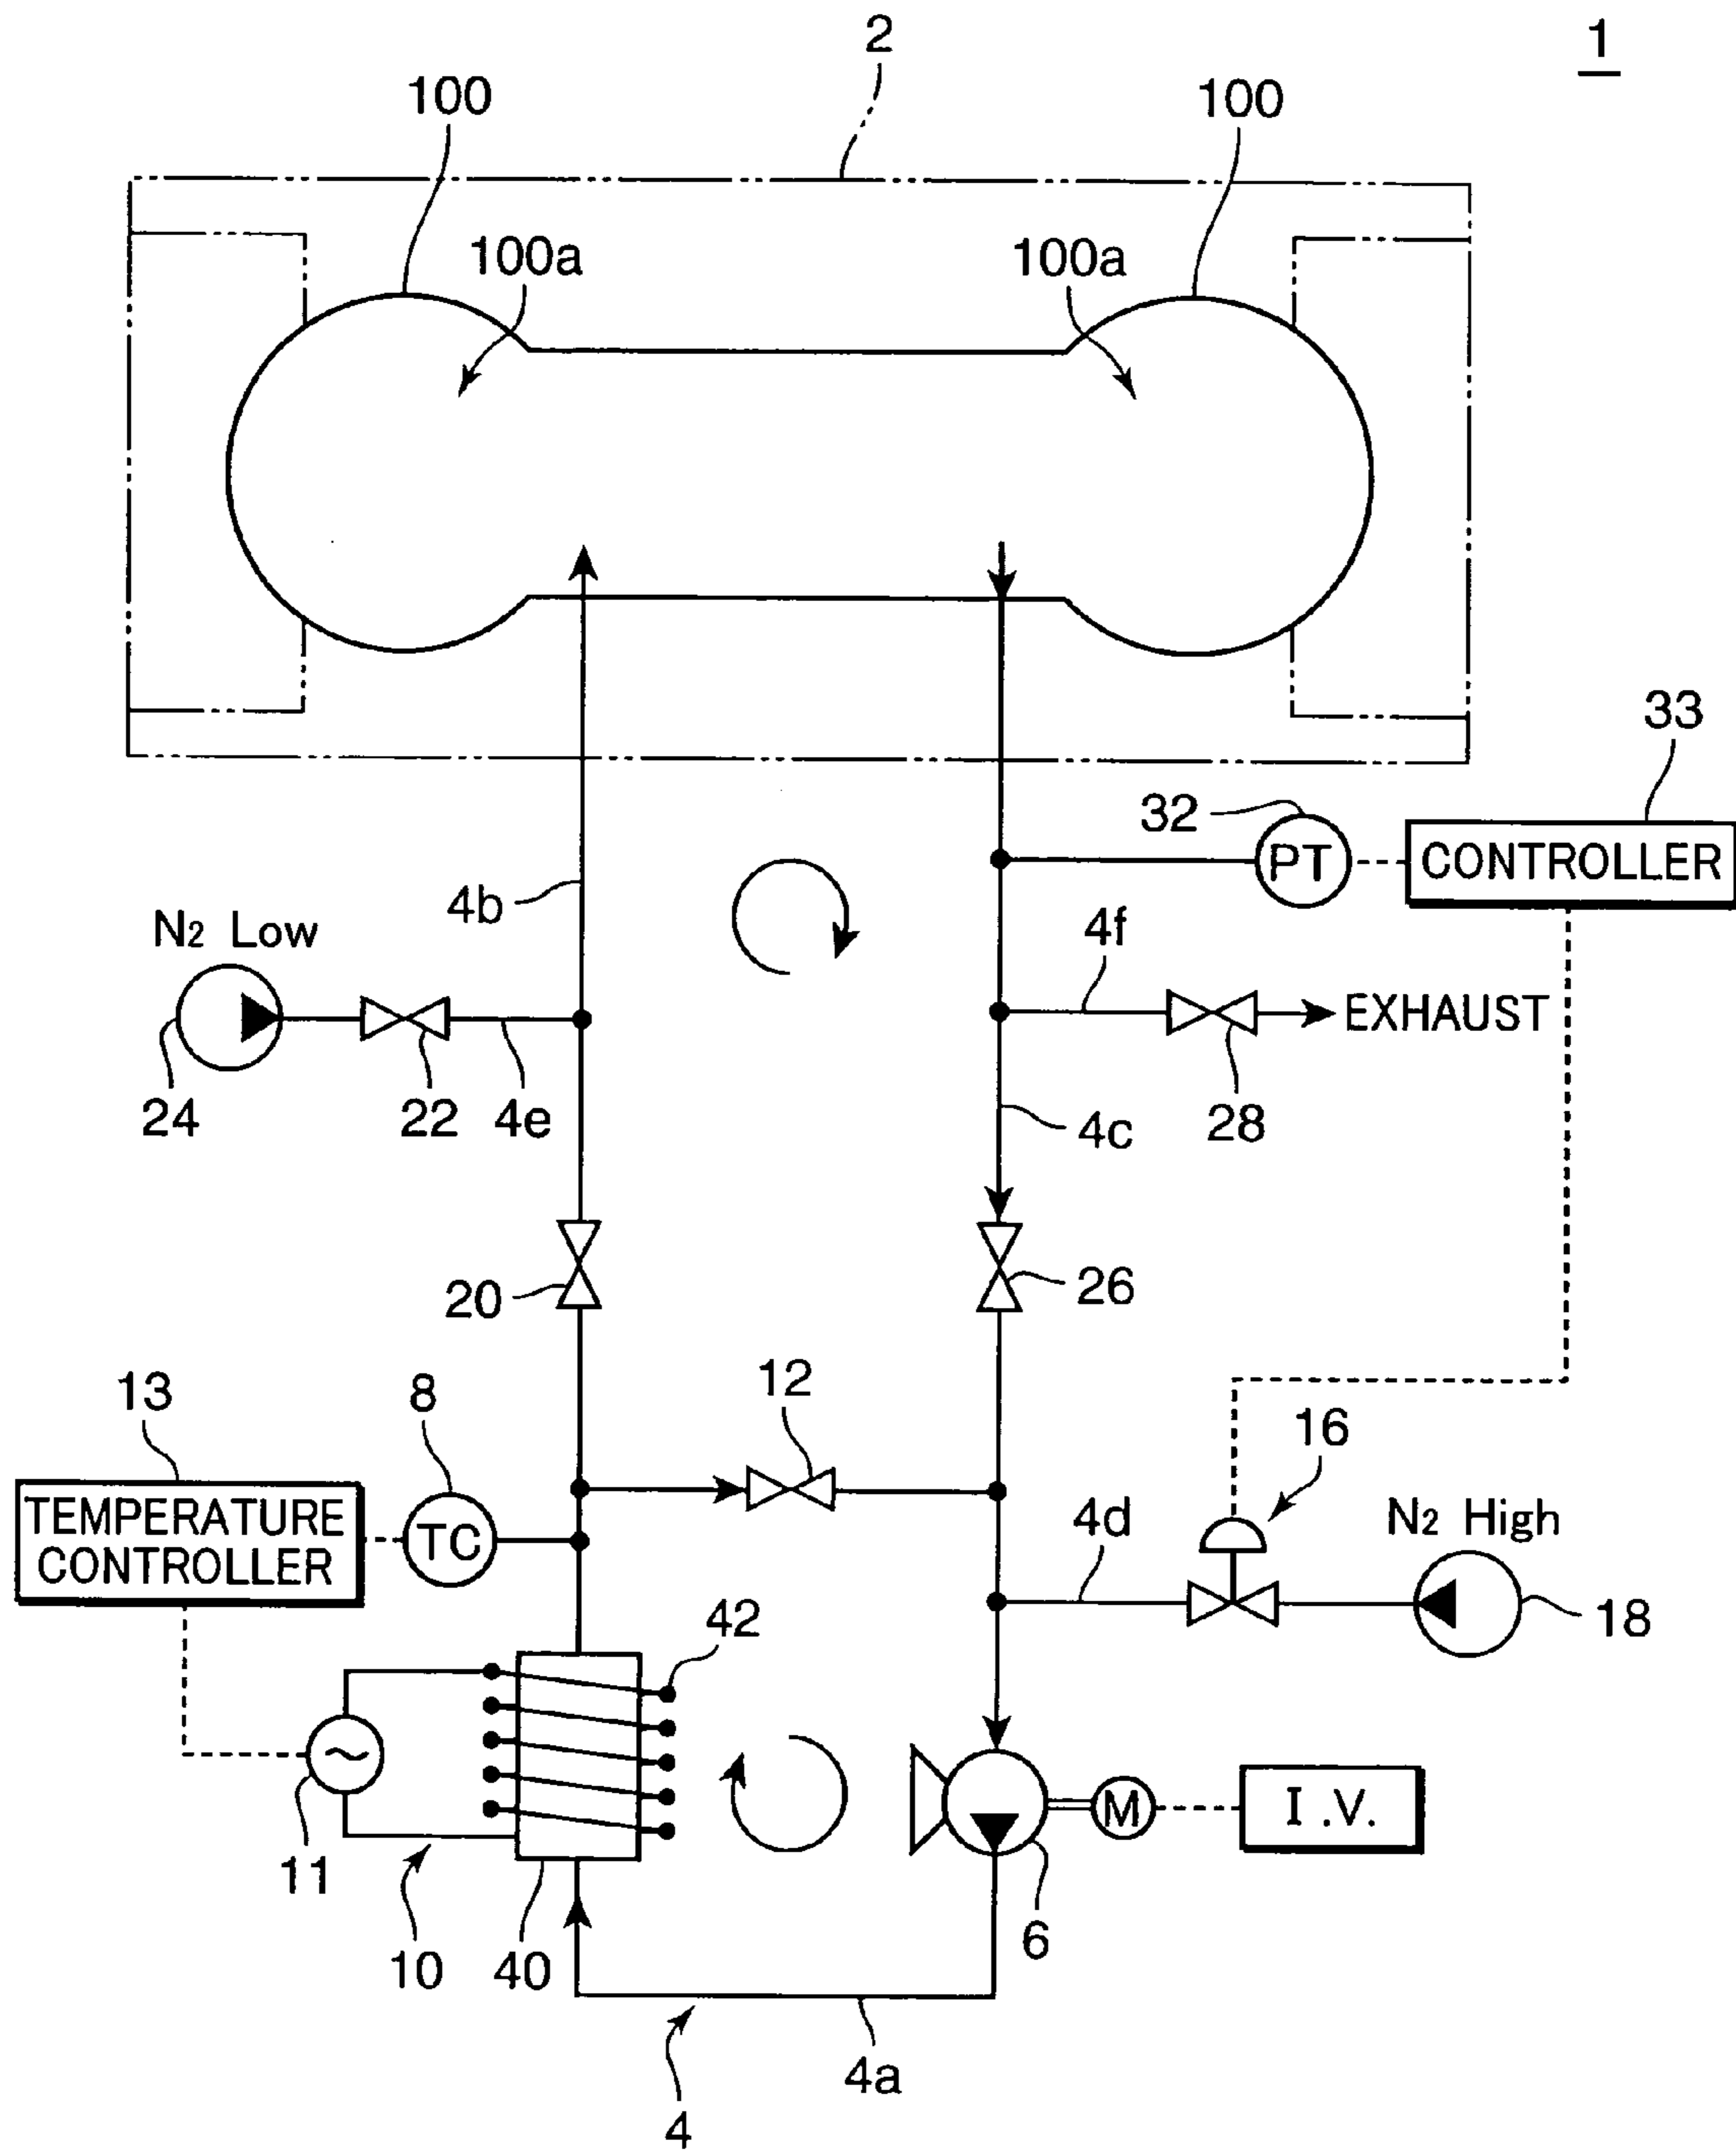 2
1
100
100
100a
100a
33
32
PT
CONTROLLER
4b
4f
N2 Low
EXHAUST
24
22
4e
4c
28
20
26
13
8
12
16
TEMPERATURE
CONTROLLER
TC
4d
N2 High
42
18
11
M
I.V.
10
40
6
4
4a